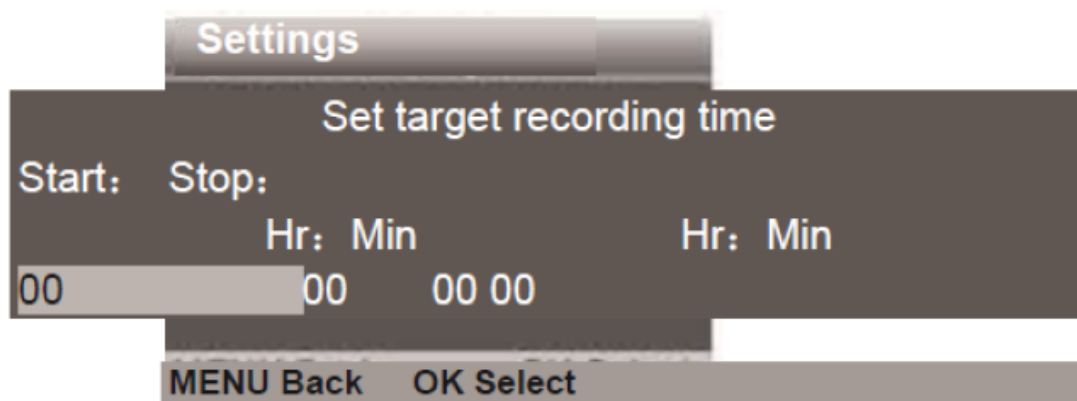 Settings
Set target recording time
Start： Stop：
Hr：Min Hr：Min
00 00 00 00
MENU Back OK Select